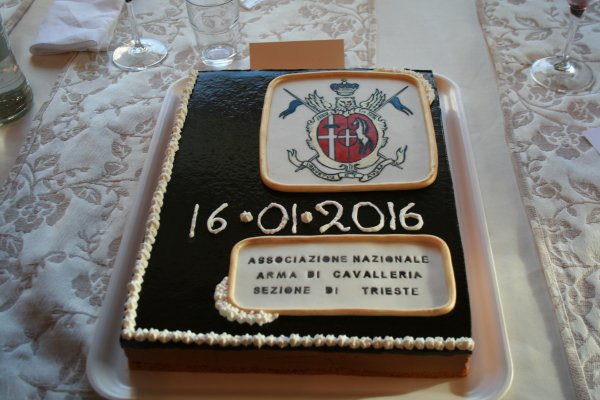 16·01·2016
ASSOCIAZIONE NAZIONALE
ARMA DI CAVALLERIA
SEZIONE DI TRIESTE